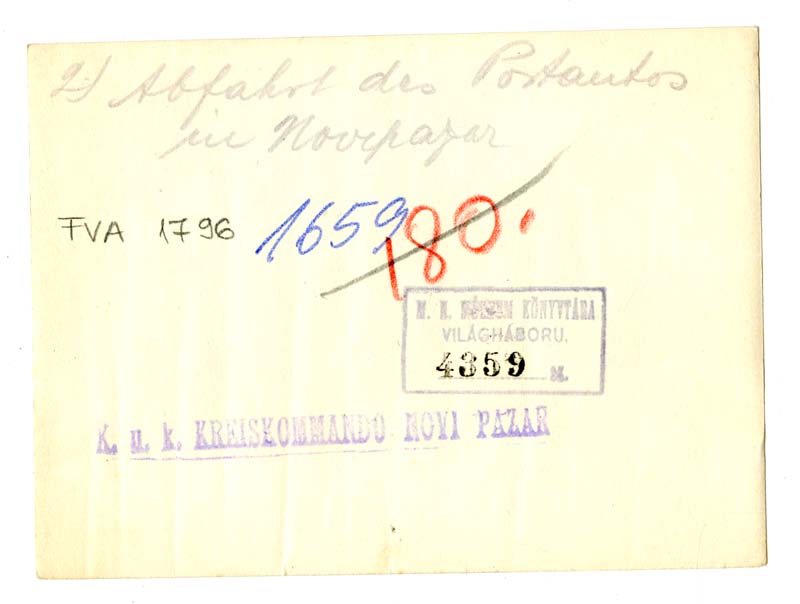 2) Abfahrt des Postautos
in Novipazar
FVA 1796
1659
180.
M. N. MÚZEUM KÖNYVTÁRA
VILÁGHÁBORU.
4359 sz.
K. u. k. KREISKOMMANDO NOVI PAZAR